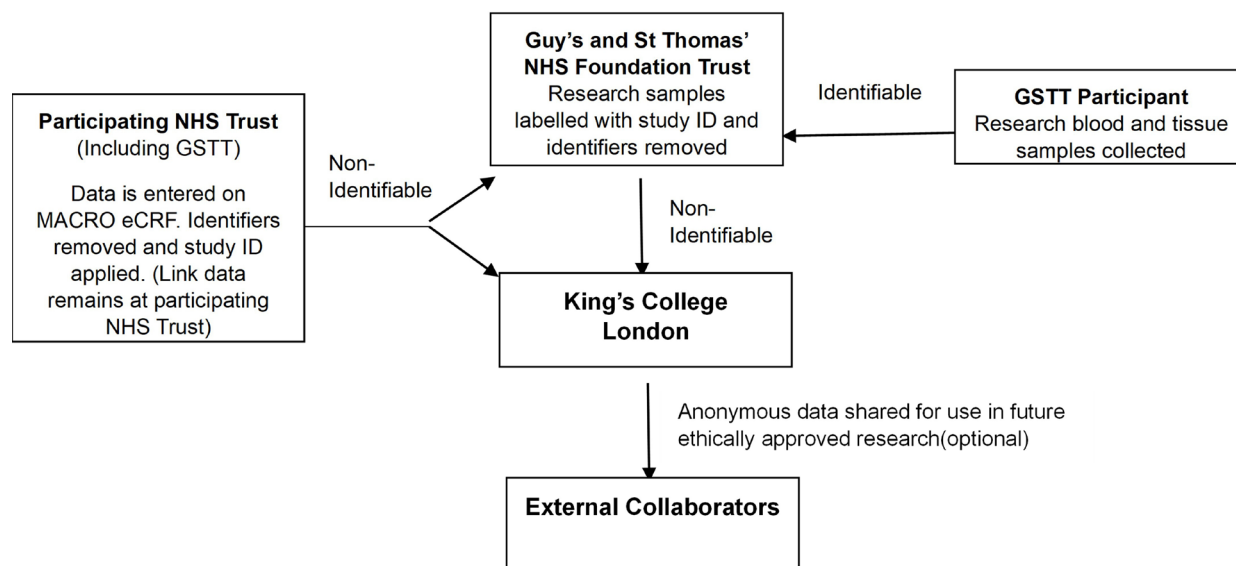 Guy's and St Thomas'
NHS Foundation Trust
Research samples
labelled with study ID and
identifiers removed
Identifiable
GSTT Participant
Research blood and tissue
samples collected
Participating NHS Trust
(Including GSTT)
Data is entered on
MACRO eCRF. Identifiers
removed and study ID
applied. (Link data
remains at participating
NHS Trust)
Non-
Identifiable
Non-
Identifiable
King's College
London
Anonymous data shared for use in future
ethically approved research(optional)
External Collaborators